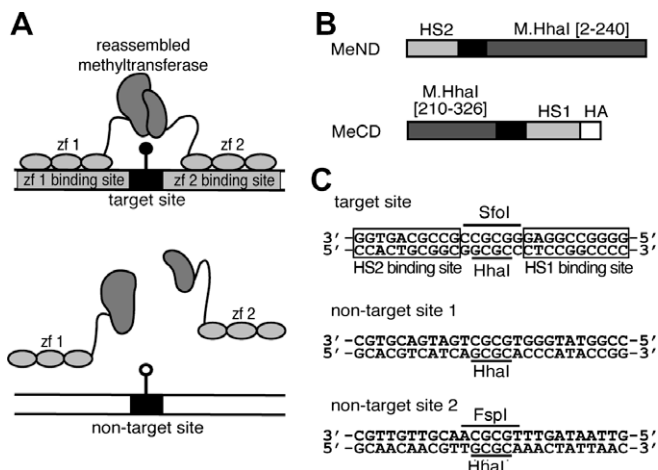 A
reassembled
methyltransferase
zf 1
zf 2
zf 1 binding site
zf 2 binding site
target site
zf 1
zf 2
non-target site
B
HS2
M.HhaI [2-240]
MeND
M.HhaI
[210-326]
HS1
HA
MeCD
C
target site
SfoI
3’-GGTGACGCCGCCGCGGGAGGCCGGGG-5’
5’-CCACTGCGGCGGCGCCCTCCGGCCCC-3’
HS2 binding site
HhaI
HS1 binding site
non-target site 1
3’-CGTGCAGTAGTCGCGTGGGTATGGCC-5’
5’-GCACGTCATCAGCGCACCCATACCGG-3’
HhaI
non-target site 2
FspI
3’-CGTTGTTGCAACGCGTTTGATAATTG-5’
5’-GCAACAACGTTGCGCAAACTATTAAC-3’
HhaI